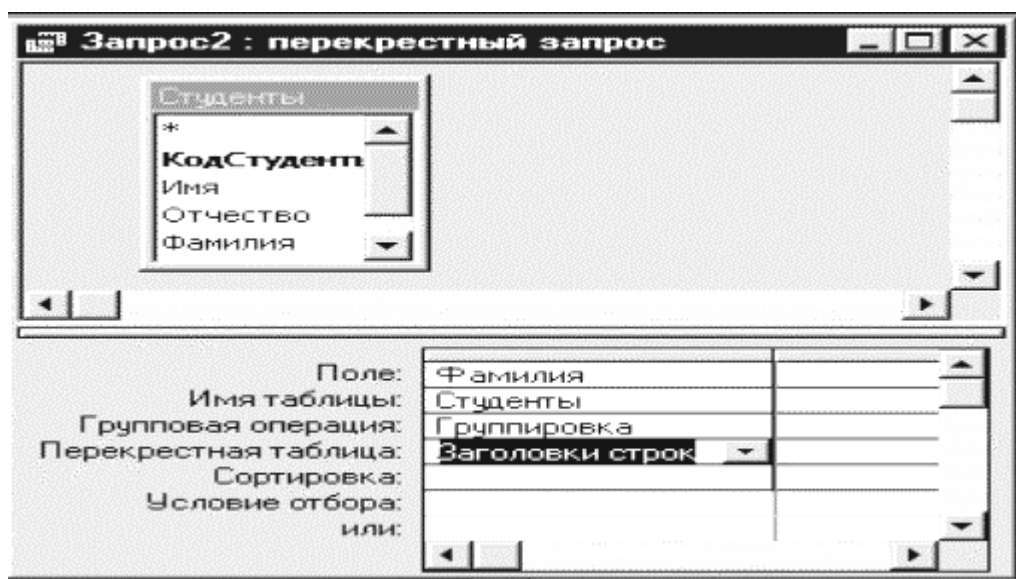 Запрос2 : перекрестный запрос
Студенты
*
КодСтудент
Имя
Отчество
Фамилия
Поле: Фамилия
Имя таблицы: Студенты
Групповая операция: Группировка
Перекрестная таблица: Заголовки строк
Сортировка:
Условие отбора:
или: